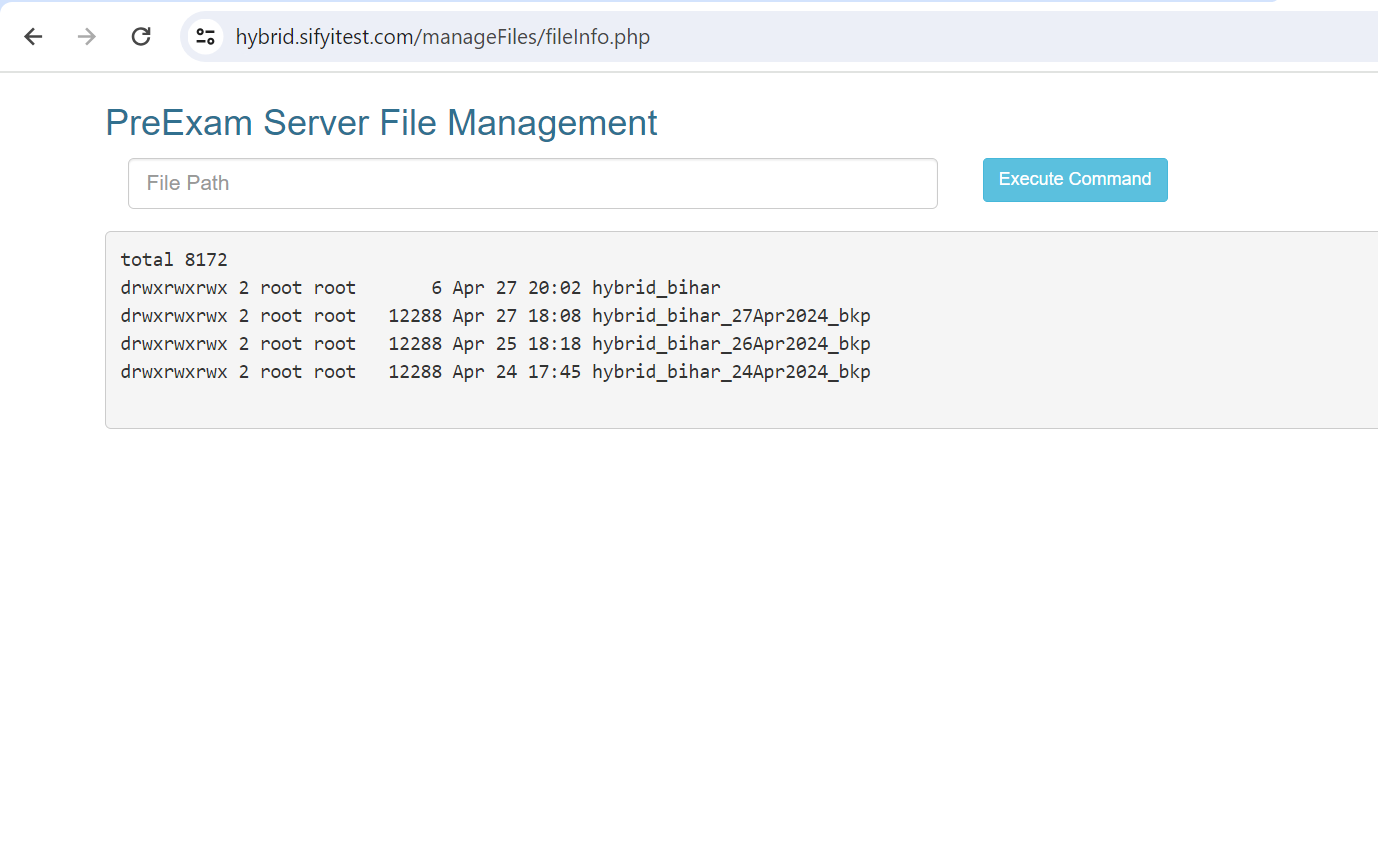 hybrid.sifyitest.com/manageFiles/fileInfo.php
PreExam Server File Management
File Path
Execute Command
total 8172
drwxrwxrwx 2 root root       6 Apr 27 20:02 hybrid_bihar
drwxrwxrwx 2 root root   12288 Apr 27 18:08 hybrid_bihar_27Apr2024_bkp
drwxrwxrwx 2 root root   12288 Apr 25 18:18 hybrid_bihar_26Apr2024_bkp
drwxrwxrwx 2 root root   12288 Apr 24 17:45 hybrid_bihar_24Apr2024_bkp